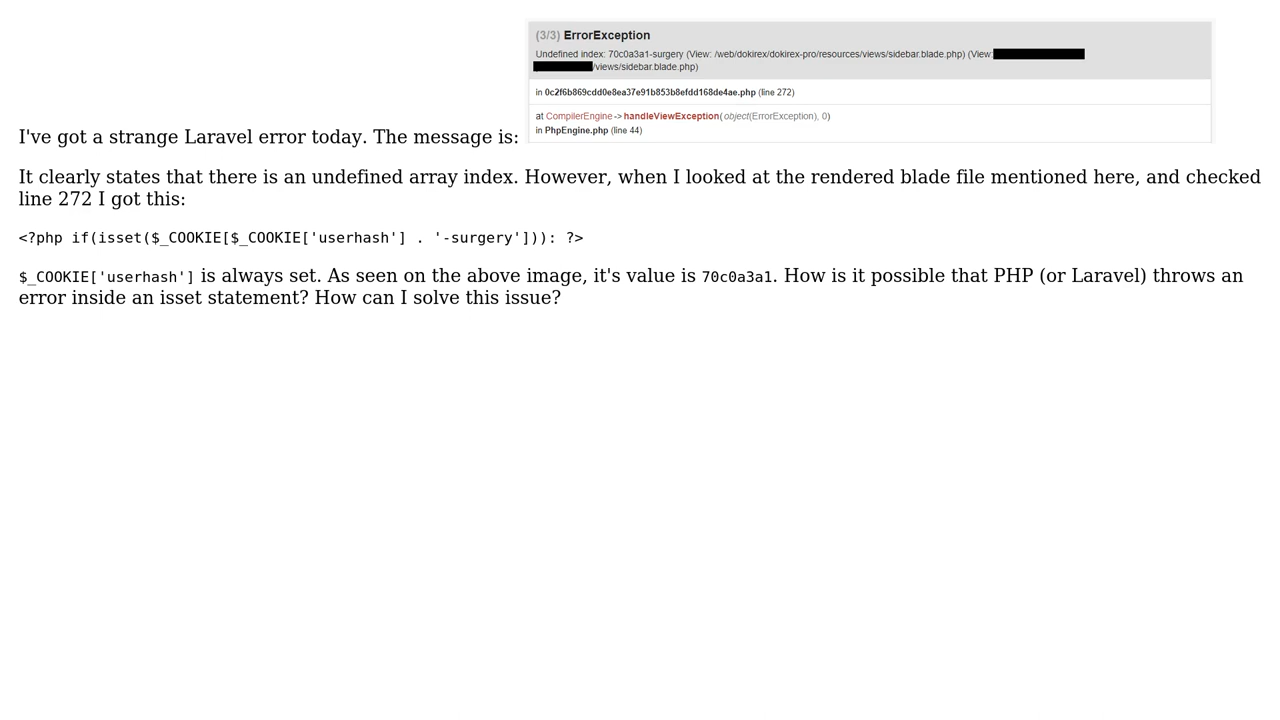 (3/3) ErrorException
Undefined index: 70c0a3a1-surgery (View: /web/dokirex/dokirex-pro/resources/views/sidebar.blade.php) (View:
/views/sidebar.blade.php)
in 0c2f6b869cdd0e8ea37e91b853b8efdd168de4ae.php (line 272)
at CompilerEngine->handleViewException(object(ErrorException), 0)
in PhpEngine.php (line 44)
I've got a strange Laravel error today. The message is:
It clearly states that there is an undefined array index. However, when I looked at the rendered blade file mentioned here, and checked
line 272 I got this:
<?php if(isset($_COOKIE[$_COOKIE['userhash'] . '-surgery'])): ?>
$_COOKIE['userhash'] is always set. As seen on the above image, it's value is 70c0a3a1. How is it possible that PHP (or Laravel) throws an
error inside an isset statement? How can I solve this issue?